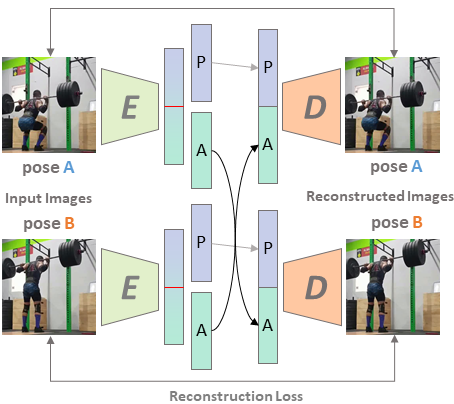 P
P
E
D
A
A
pose A
pose A
Input Images
Reconstructed Images
pose B
pose B
P
P
E
D
A
A
Reconstruction Loss